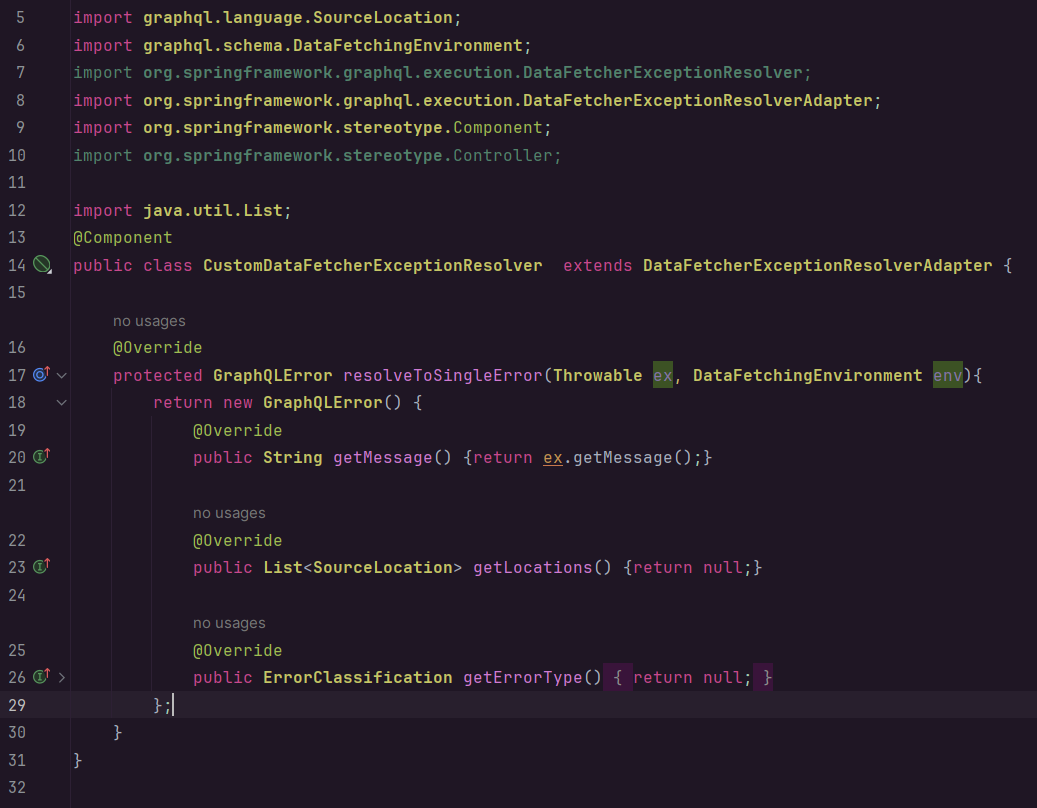 5 import graphql.language.SourceLocation;
6 import graphql.schema.DataFetchingEnvironment;
7 import org.springframework.graphql.execution.DataFetcherExceptionResolver;
8 import org.springframework.graphql.execution.DataFetcherExceptionResolverAdapter;
9 import org.springframework.stereotype.Component;
10 import org.springframework.stereotype.Controller;
11
12 import java.util.List;
13 @Component
14 public class CustomDataFetcherExceptionResolver  extends DataFetcherExceptionResolverAdapter {
15
no usages
16 @Override
17 protected GraphQLError resolveToSingleError(Throwable ex, DataFetchingEnvironment env){
18 return new GraphQLError() {
19 @Override
20 public String getMessage() {return ex.getMessage();}
21
no usages
22 @Override
23 public List<SourceLocation> getLocations() {return null;}
24
no usages
25 @Override
26 public ErrorClassification getErrorType() { return null; }
29 };
30 }
31 }
32